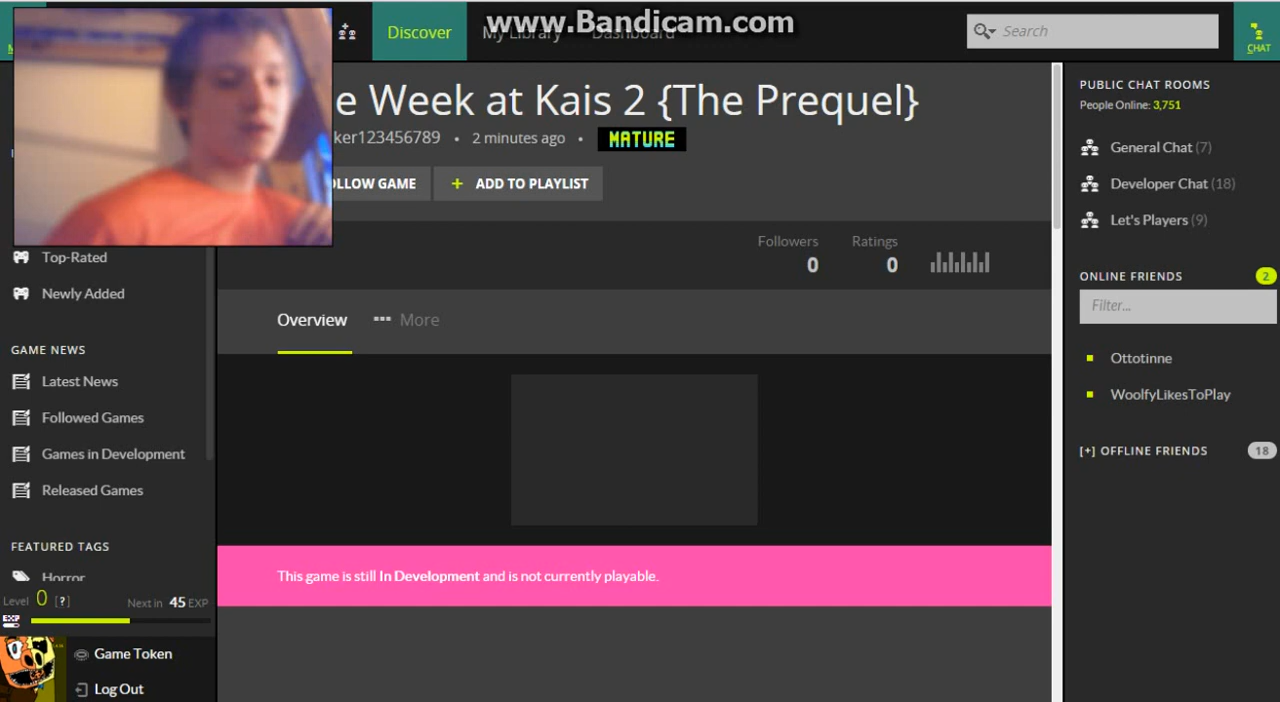 www.Bandicam.com
Discover
My Library
Dashboard
Search
CHAT
e Week at Kais 2 {The Prequel}
ker123456789 • 2 minutes ago •
MATURE
LLOW GAME
+ ADD TO PLAYLIST
Followers
0
Ratings
0
Overview
More
This game is still In Development and is not currently playable.
Top-Rated
Newly Added
GAME NEWS
Latest News
Followed Games
Games in Development
Released Games
FEATURED TAGS
Horror
Level 0 [?]
Next in 45 EXP
EXP
Game Token
Log Out
PUBLIC CHAT ROOMS
People Online: 3,751
General Chat (7)
Developer Chat (18)
Let's Players (9)
ONLINE FRIENDS
2
Filter...
Ottotinne
WoolfyLikesToPlay
[+] OFFLINE FRIENDS
18